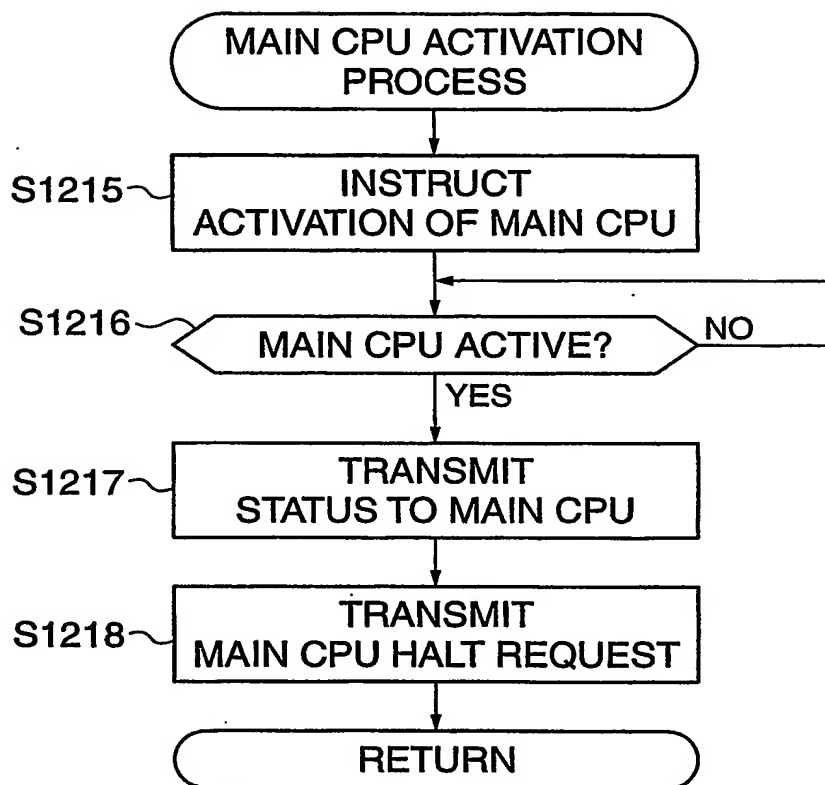 MAIN CPU ACTIVATION
PROCESS
S1215
INSTRUCT
ACTIVATION OF MAIN CPU
S1216
MAIN CPU ACTIVE?
NO
YES
S1217
TRANSMIT
STATUS TO MAIN CPU
S1218
TRANSMIT
MAIN CPU HALT REQUEST
RETURN